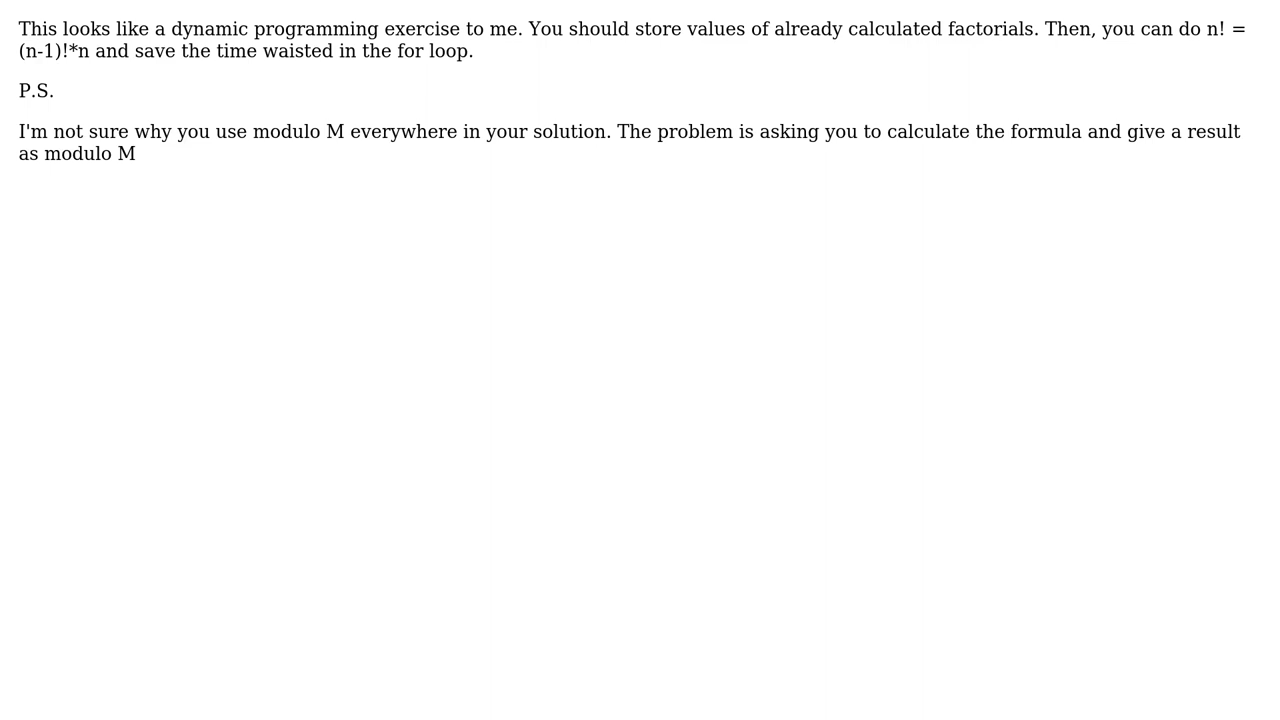 This looks like a dynamic programming exercise to me. You should store values of already calculated factorials. Then, you can do n! =
(n-1)!*n and save the time waisted in the for loop.
P.S.
I'm not sure why you use modulo M everywhere in your solution. The problem is asking you to calculate the formula and give a result
as modulo M